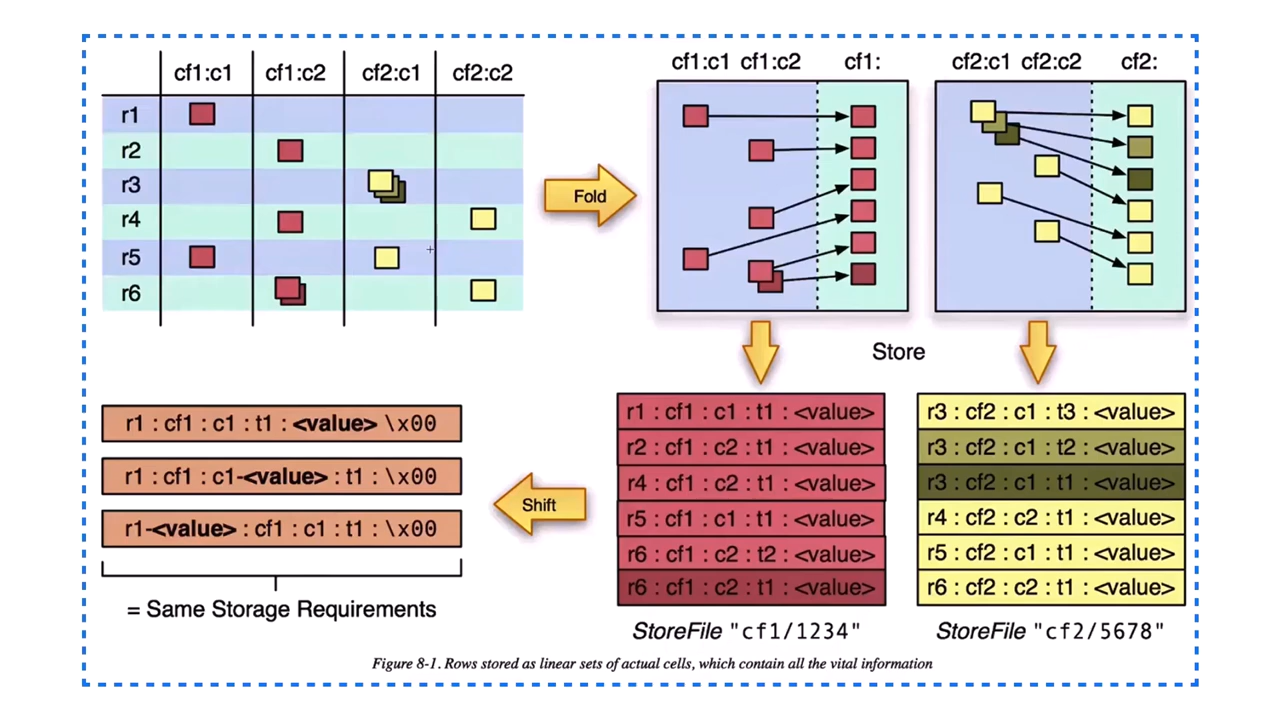 cf1:c1 cf1:c2 cf2:c1 cf2:c2
r1
r2
r3
r4
r5
r6
Fold
cf1:c1 cf1:c2 cf1:
cf2:c1 cf2:c2 cf2:
Store
r1 : cf1 : c1 : t1 : <value>
r2 : cf1 : c2 : t1 : <value>
r4 : cf1 : c2 : t1 : <value>
r5 : cf1 : c1 : t1 : <value>
r6 : cf1 : c2 : t2 : <value>
r6 : cf1 : c2 : t1 : <value>
StoreFile "cf1/1234"
r3 : cf2 : c1 : t3 : <value>
r3 : cf2 : c1 : t2 : <value>
r3 : cf2 : c1 : t1 : <value>
r4 : cf2 : c2 : t1 : <value>
r5 : cf2 : c1 : t1 : <value>
r6 : cf2 : c2 : t1 : <value>
StoreFile "cf2/5678"
Shift
r1 : cf1 : c1 : t1 : <value> \x00
r1 : cf1 : c1-<value> : t1 : \x00
r1-<value> : cf1 : c1 : t1 : \x00
= Same Storage Requirements
Figure 8-1. Rows stored as linear sets of actual cells, which contain all the vital information